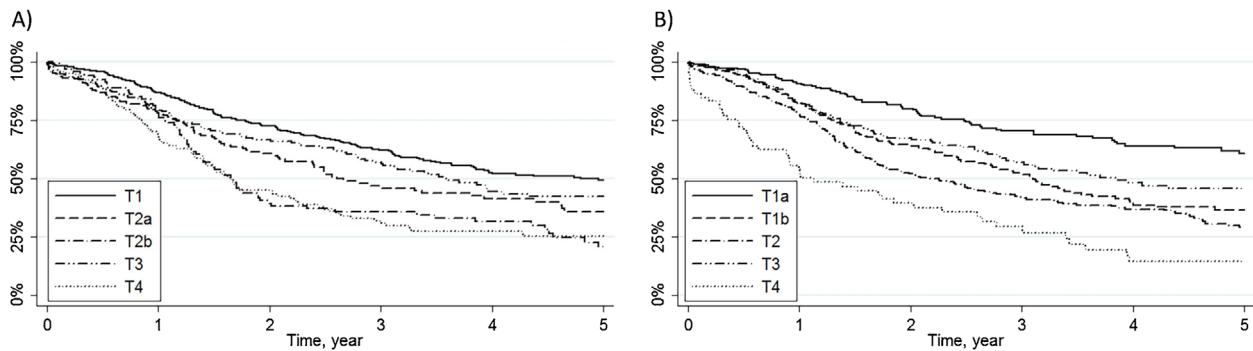 A)
100%
75%
50%
25%
0%
T1
T2a
T2b
T3
T4
0 1 2 3 4 5
Time, year
B)
100%
75%
50%
25%
0%
T1a
T1b
T2
T3
T4
0 1 2 3 4 5
Time, year